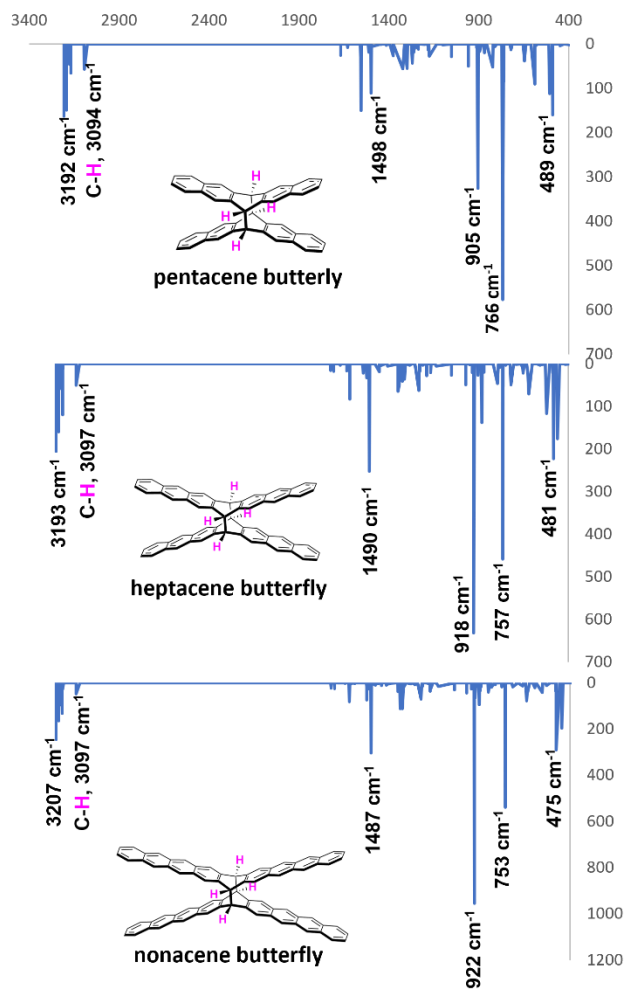 3400 2900 2400 1900 1400 900 400
0
100
200
300
400
500
600
700
3192 cm-1
C-H, 3094 cm-1
1498 cm-1
905 cm-1
766 cm-1
489 cm-1
H
H
H
H
pentacene butterly
0
100
200
300
400
500
600
700
3193 cm-1
C-H, 3097 cm-1
1490 cm-1
918 cm-1
757 cm-1
481 cm-1
H
H
H
H
heptacene butterfly
0
200
400
600
800
1000
1200
3207 cm-1
C-H, 3097 cm-1
1487 cm-1
922 cm-1
753 cm-1
475 cm-1
H
H
H
H
nonacene butterfly